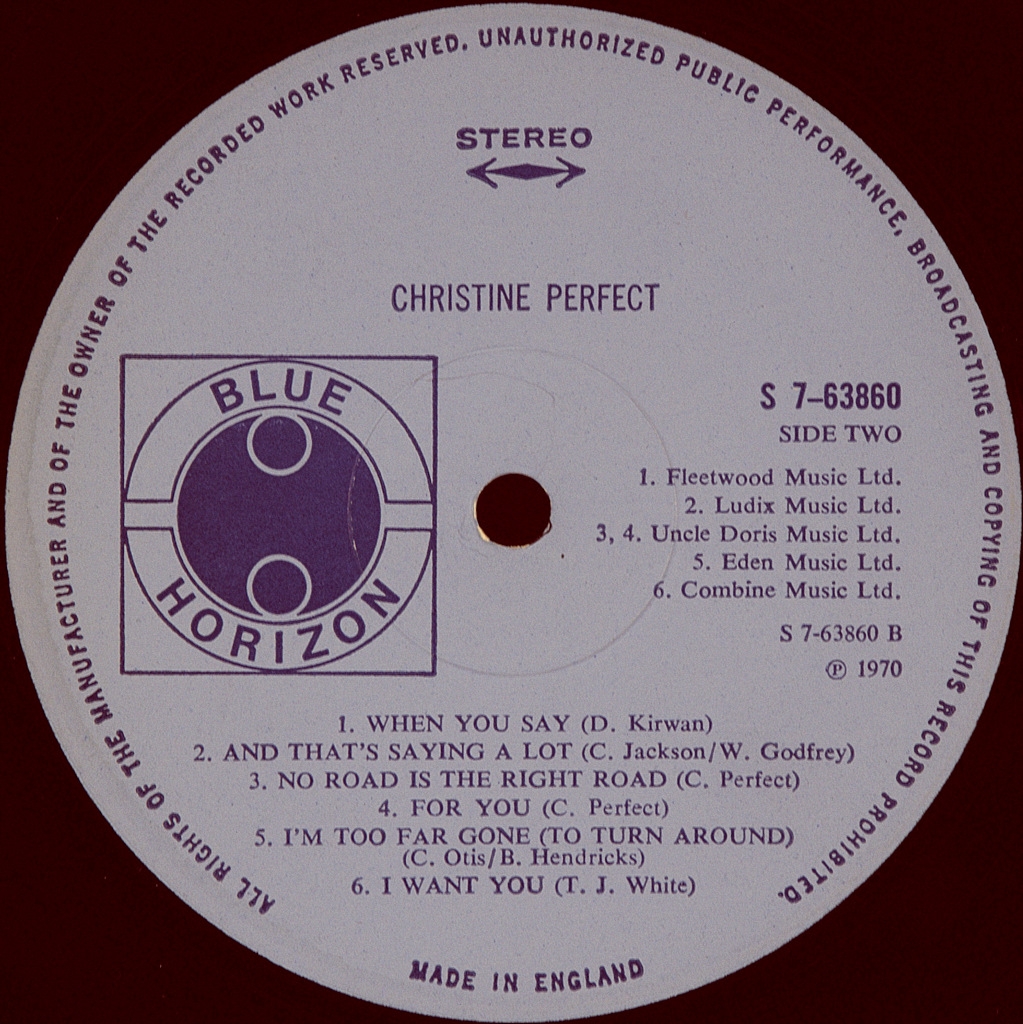 ALL RIGHTS OF THE MANUFACTURER AND OF THE OWNER OF THE RECORDED WORK RESERVED. UNAUTHORIZED PUBLIC PERFORMANCE, BROADCASTING AND COPYING OF THIS RECORD PROHIBITED.
STEREO
CHRISTINE PERFECT
BLUE
HORIZON
S 7–63860
SIDE TWO
1. Fleetwood Music Ltd.
2. Ludix Music Ltd.
3, 4. Uncle Doris Music Ltd.
5. Eden Music Ltd.
6. Combine Music Ltd.
S 7-63860 B
℗ 1970
1. WHEN YOU SAY (D. Kirwan)
2. AND THAT'S SAYING A LOT (C. Jackson/W. Godfrey)
3. NO ROAD IS THE RIGHT ROAD (C. Perfect)
4. FOR YOU (C. Perfect)
5. I'M TOO FAR GONE (TO TURN AROUND)
(C. Otis/B. Hendricks)
6. I WANT YOU (T. J. White)
MADE IN ENGLAND